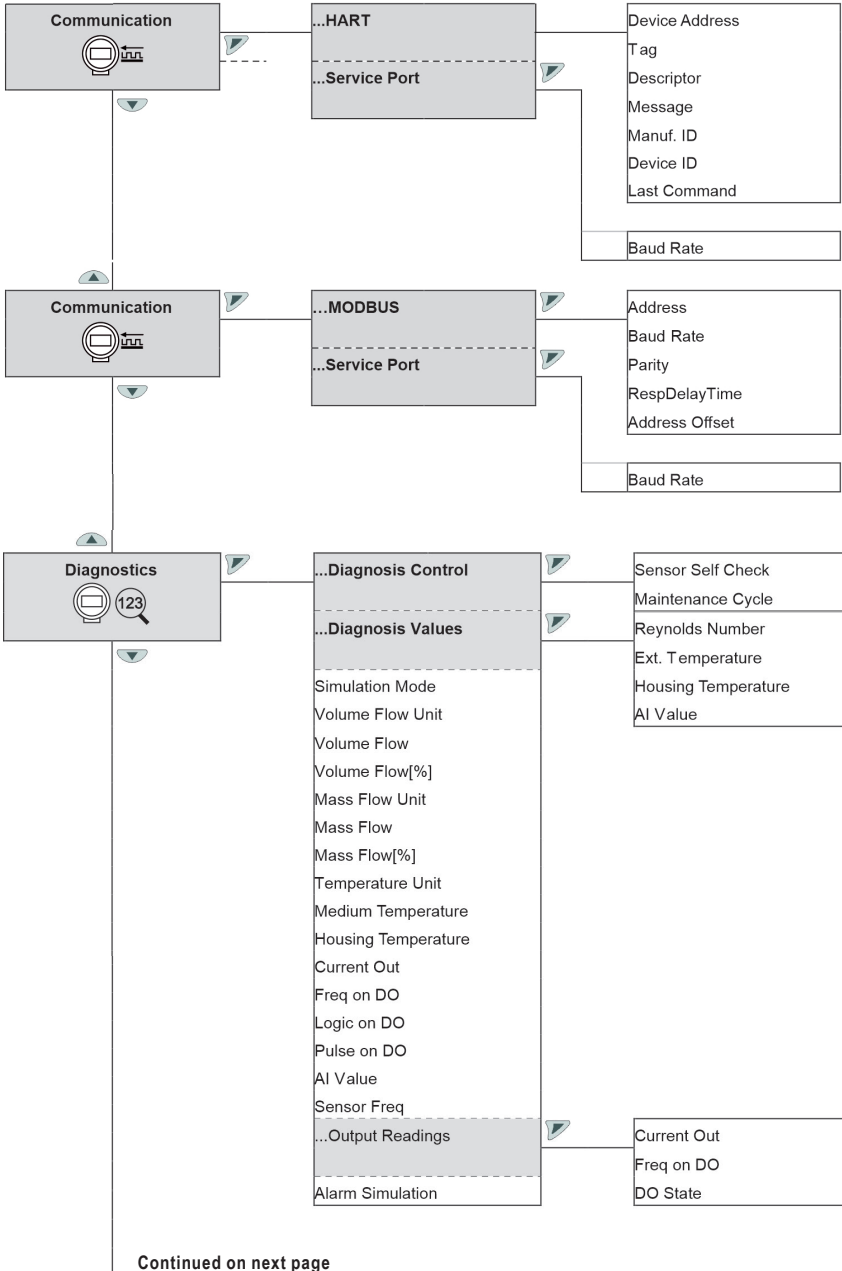 Communication
...HART
...Service Port
Device Address
Tag
Descriptor
Message
Manuf. ID
Device ID
Last Command
Baud Rate
Communication
...MODBUS
...Service Port
Address
Baud Rate
Parity
RespDelayTime
Address Offset
Baud Rate
Diagnostics
123
...Diagnosis Control
Sensor Self Check
Maintenance Cycle
...Diagnosis Values
Reynolds Number
Ext. Temperature
Housing Temperature
AI Value
Simulation Mode
Volume Flow Unit
Volume Flow
Volume Flow[%]
Mass Flow Unit
Mass Flow
Mass Flow[%]
Temperature Unit
Medium Temperature
Housing Temperature
Current Out
Freq on DO
Logic on DO
Pulse on DO
AI Value
Sensor Freq
...Output Readings
Current Out
Freq on DO
DO State
Alarm Simulation
Continued on next page